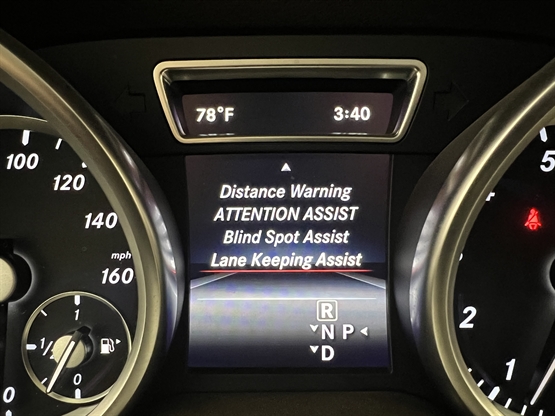 78°F 3:40
Distance Warning
ATTENTION ASSIST
Blind Spot Assist
Lane Keeping Assist
R
N P
D
100
120
140
mph
160
1
1/
0
0
5
2
1